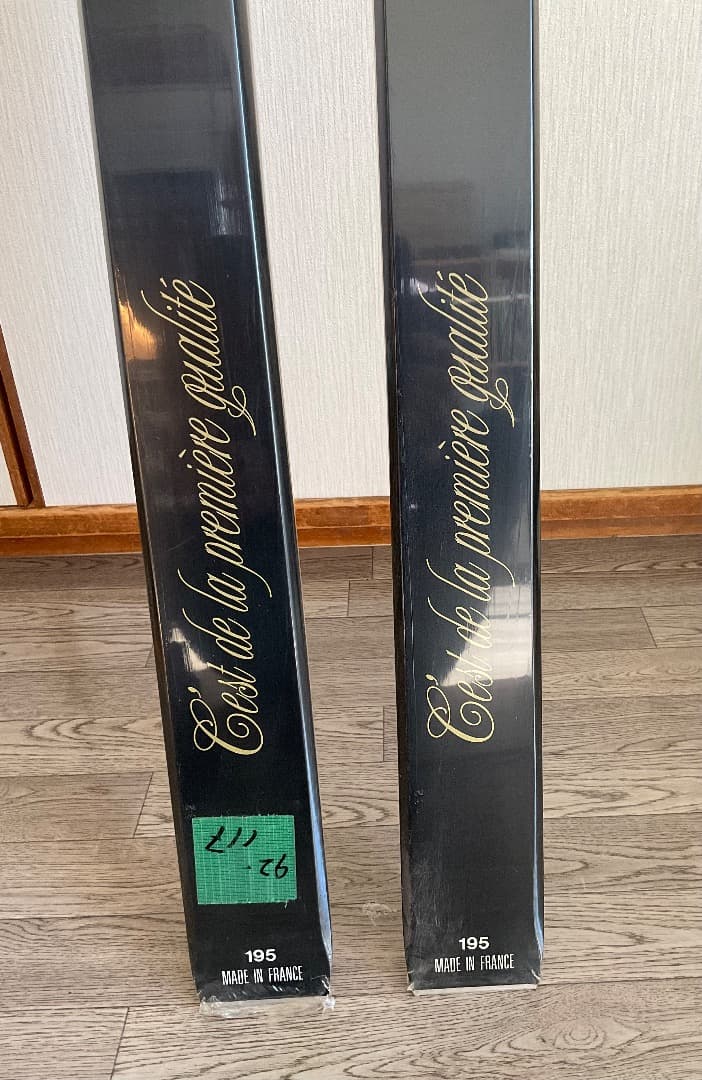 C'est de la première qualité
92.
117
195
MADE IN FRANCE
C'est de la première qualité
195
MADE IN FRANCE